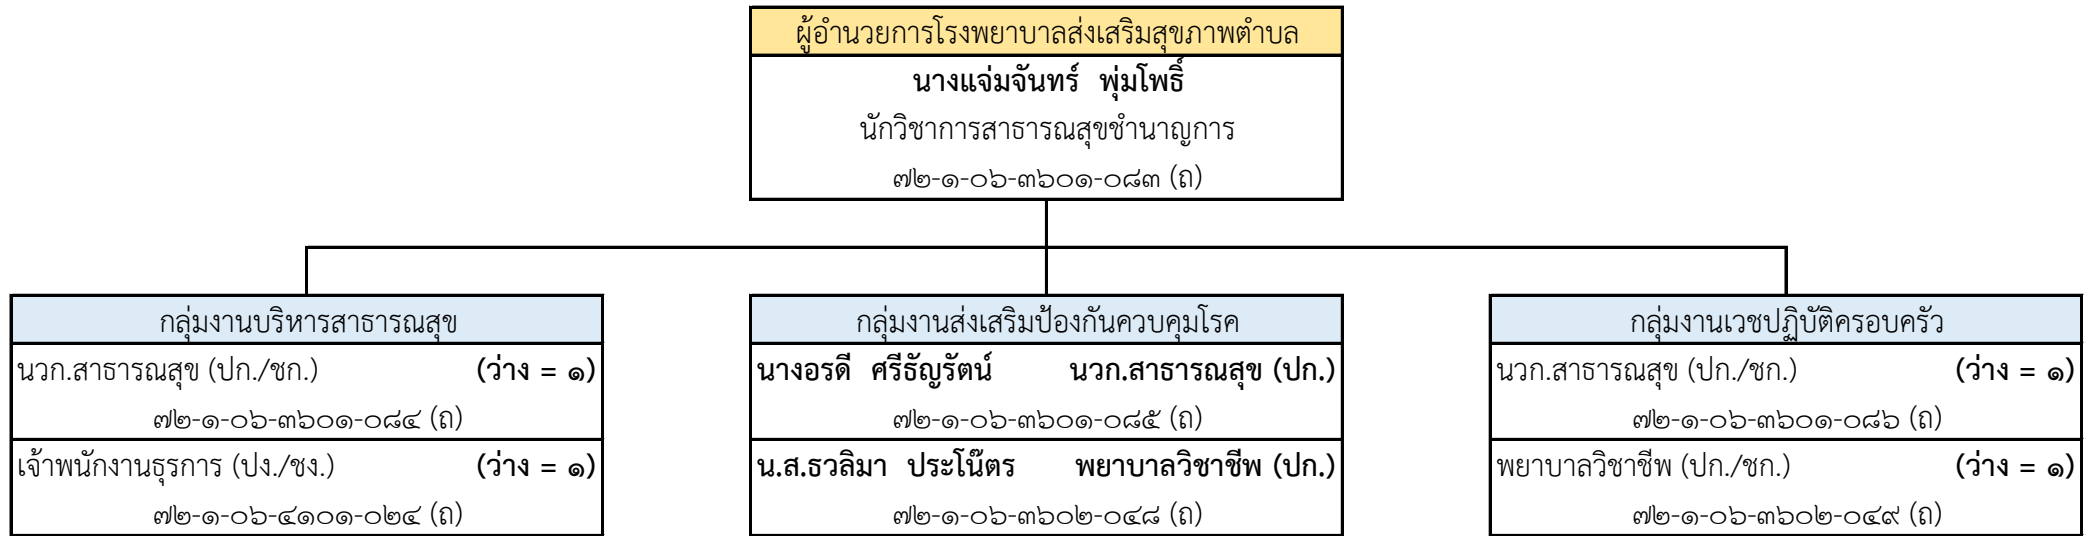 ผู้อำนวยการโรงพยาบาลส่งเสริมสุขภาพตำบล
นางแจ่มจันทร์ พุ่มโพธิ์
นักวิชาการสาธารณสุขชำนาญการ
๗๒-๑-๐๖-๓๖๐๑-๐๘๓ (ถ)
กลุ่มงานบริหารสาธารณสุข
นวก.สาธารณสุข (ปก./ชก.) (ว่าง = ๑)
๗๒-๑-๐๖-๓๖๐๑-๐๘๔ (ถ)
เจ้าพนักงานธุรการ (ปง./ชง.) (ว่าง = ๑)
๗๒-๑-๐๖-๔๑๐๑-๐๒๔ (ถ)
กลุ่มงานส่งเสริมป้องกันควบคุมโรค
นางอรดี ศรีธัญรัตน์ นวก.สาธารณสุข (ปก.)
๗๒-๑-๐๖-๓๖๐๑-๐๘๕ (ถ)
น.ส.ธวลิมา ประโน๊ตร พยาบาลวิชาชีพ (ปก.)
๗๒-๑-๐๖-๓๖๐๒-๐๔๘ (ถ)
กลุ่มงานเวชปฏิบัติครอบครัว
นวก.สาธารณสุข (ปก./ชก.) (ว่าง = ๑)
๗๒-๑-๐๖-๓๖๐๑-๐๘๖ (ถ)
พยาบาลวิชาชีพ (ปก./ชก.) (ว่าง = ๑)
๗๒-๑-๐๖-๓๖๐๒-๐๔๙ (ถ)